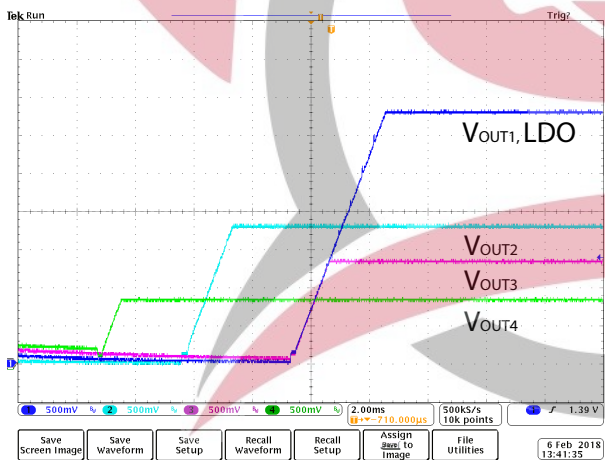 Tek Run
Trig?
T
T
VOUT1, LDO
VOUT2
VOUT3
VOUT4
1
1 500mV 2 500mV 3 500mV 4 500mV
2.00ms
T→▼-710.000µs
500kS/s
10k points
1.39 V
Save
Screen Image
Save
Waveform
Save
Setup
Recall
Waveform
Recall
Setup
Assign
Save to
Image
File
Utilities
6 Feb 2018
13:41:35